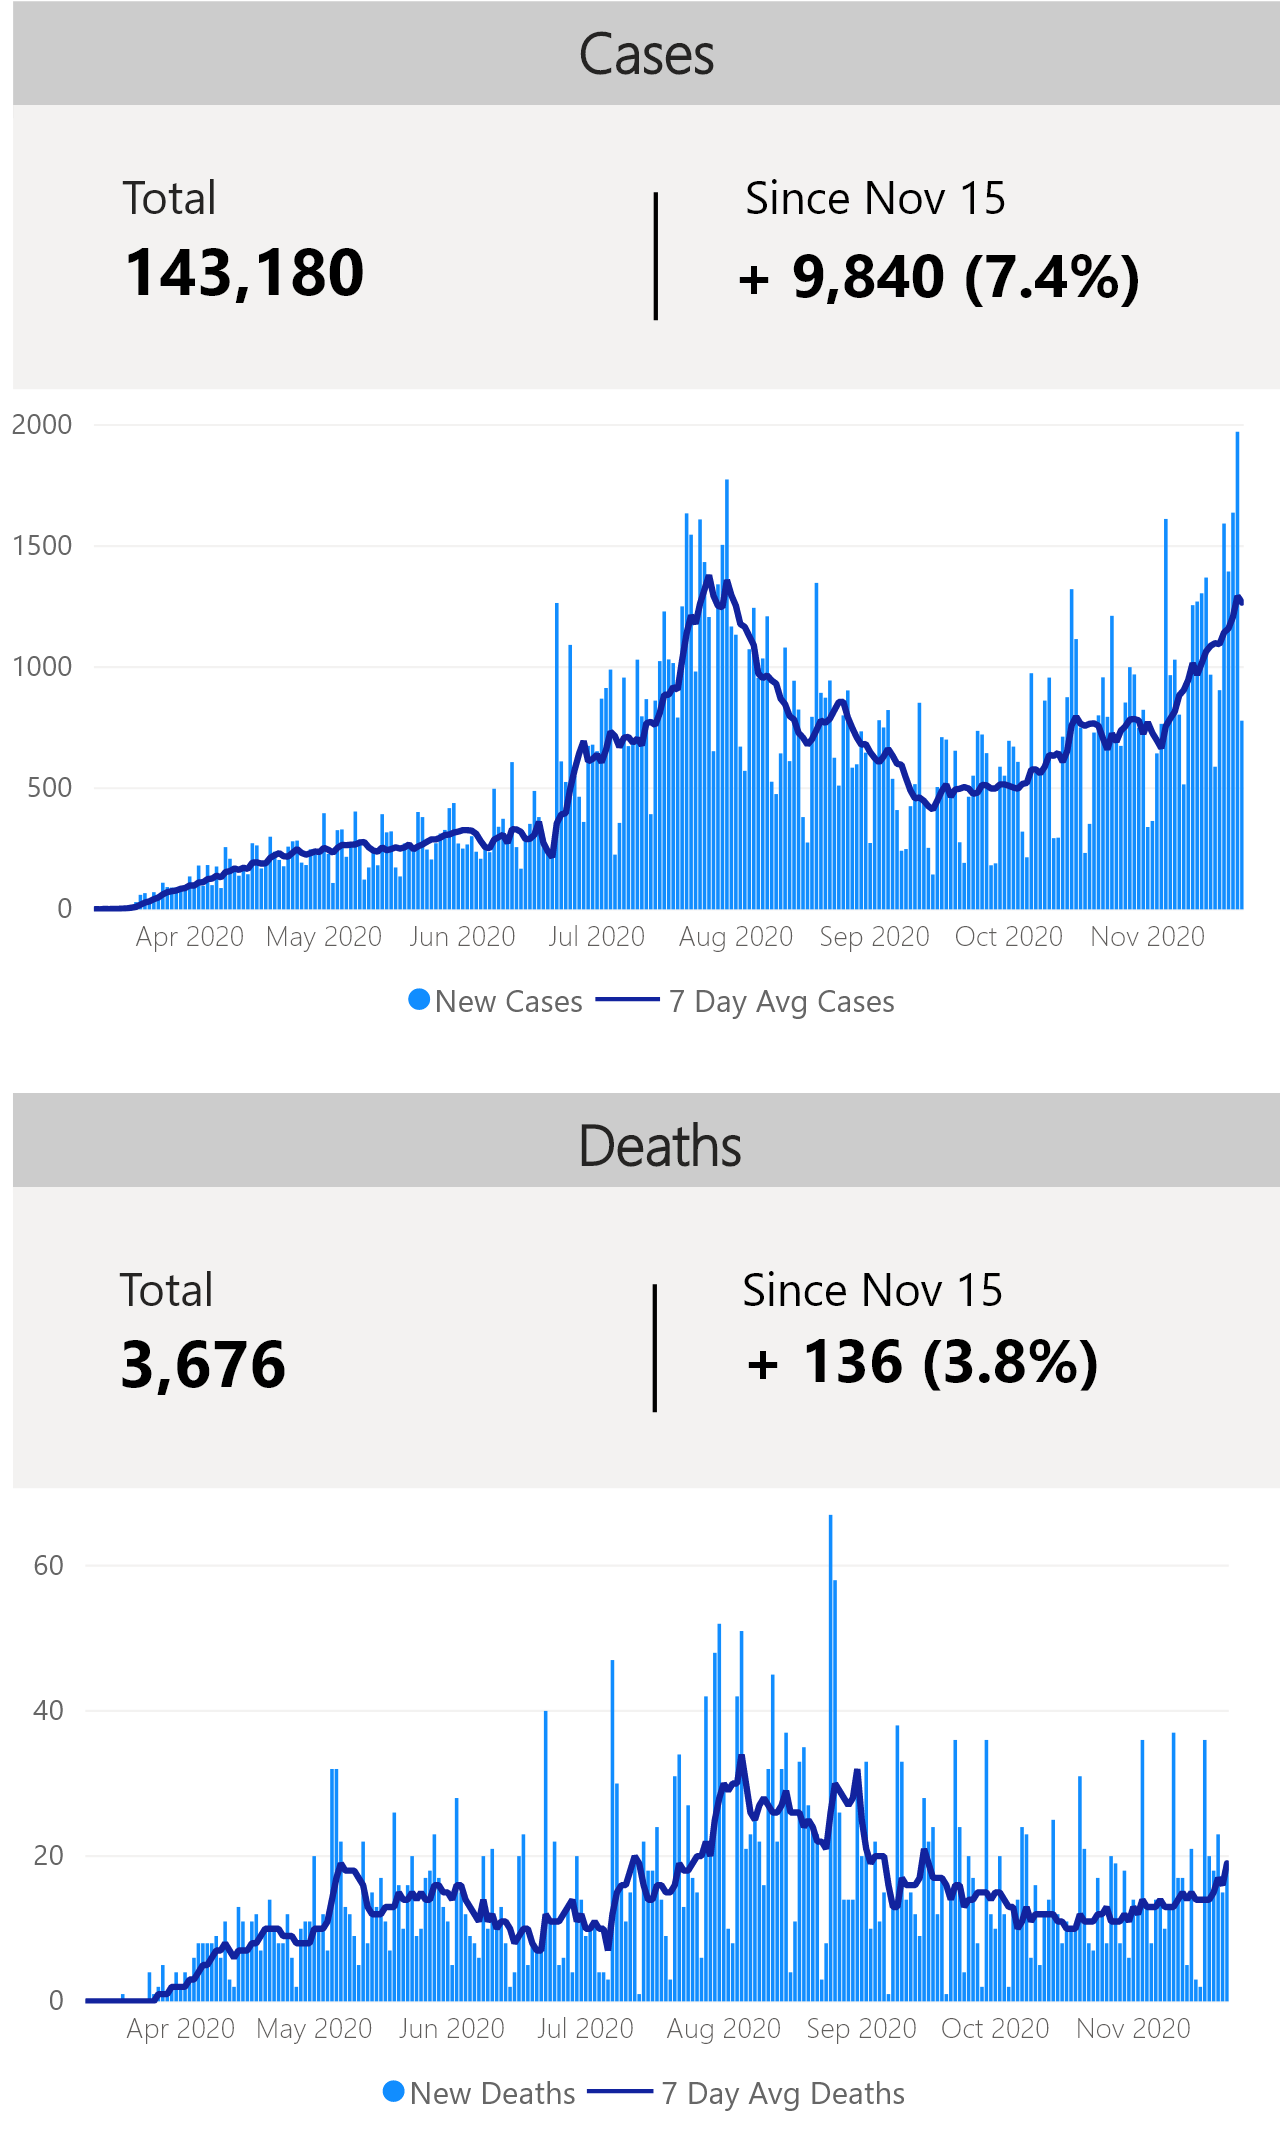 Cases
Total
Since Nov 15
143,180
+ 9,840 (7.4%)
2000
1500
1000
500
0
Apr 2020 May 2020 Jun 2020 Jul 2020 Aug 2020 Sep 2020 Oct 2020 Nov 2020
New Cases 7 Day Avg Cases
Deaths
Total
Since Nov 15
3,676
+ 136 (3.8%)
60
40
20
0
Apr 2020 May 2020 Jun 2020 Jul 2020 Aug 2020 Sep 2020 Oct 2020 Nov 2020
New Deaths 7 Day Avg Deaths